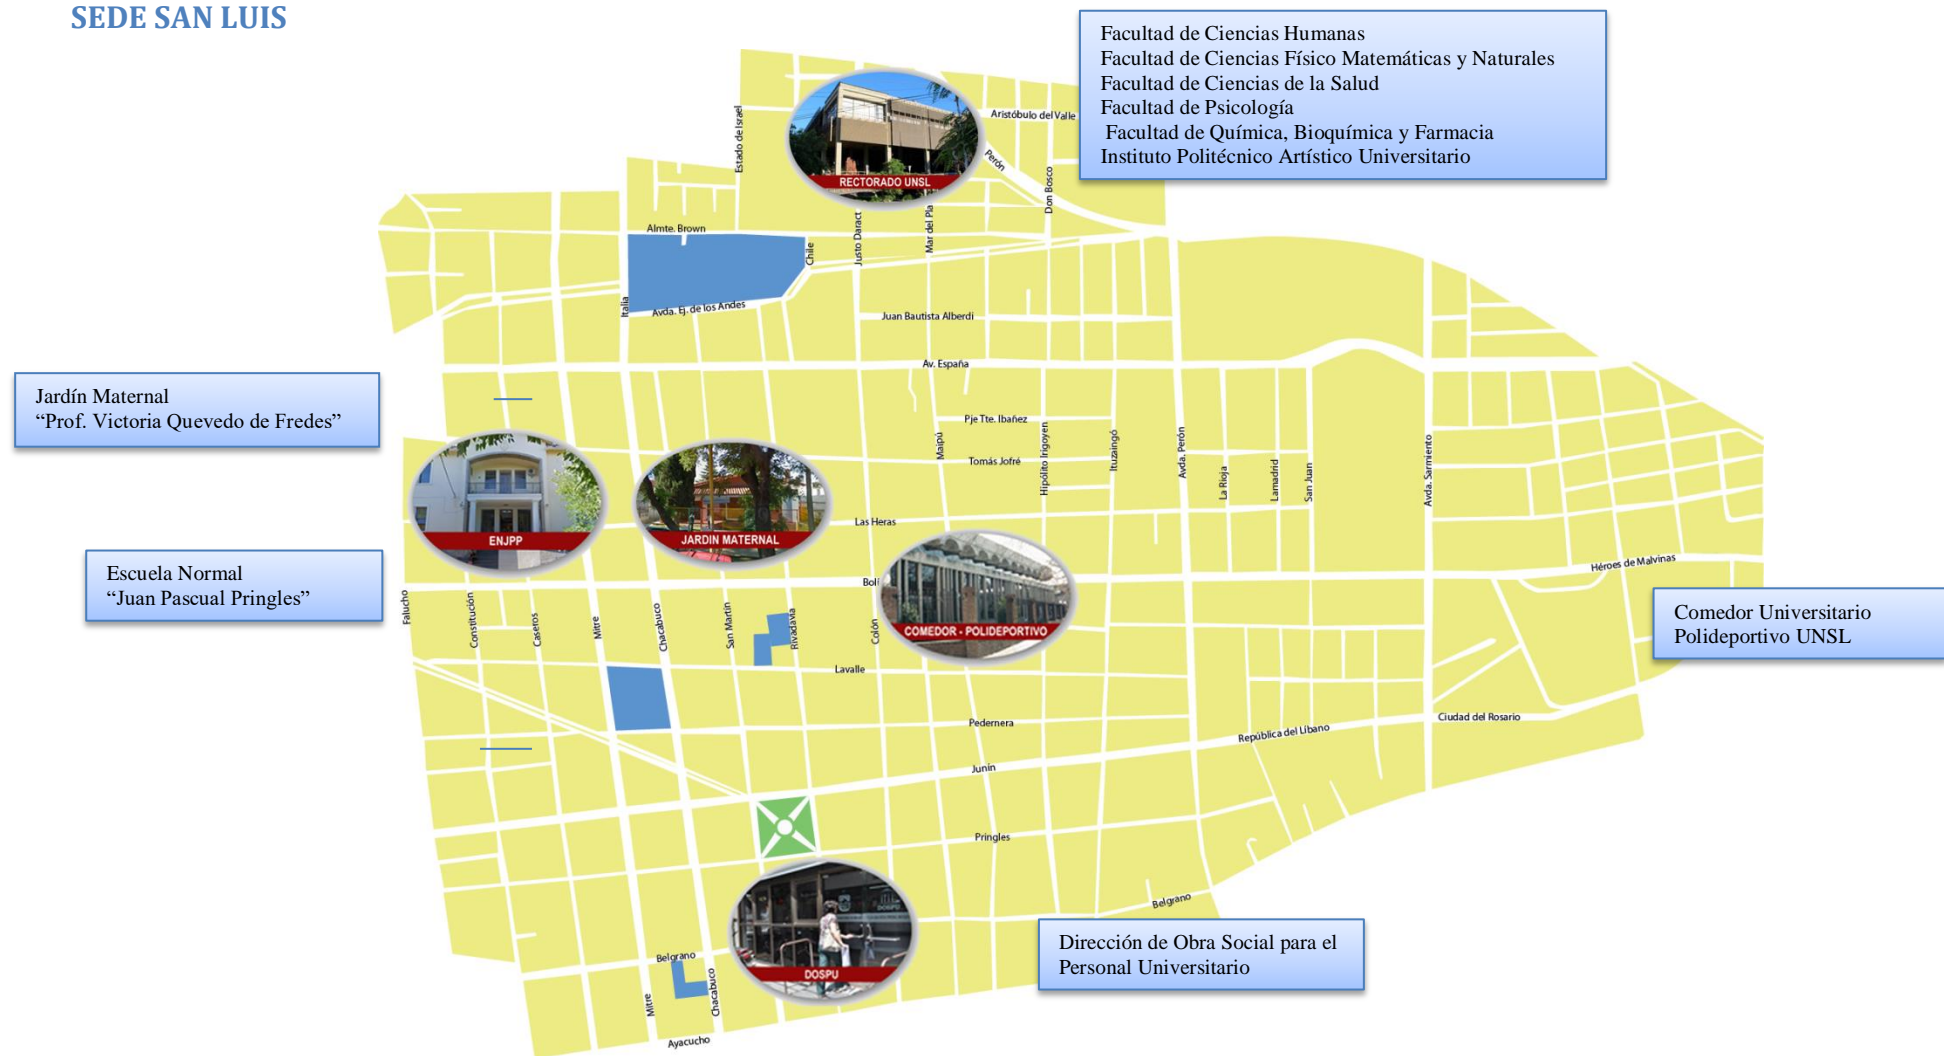 SEDE SAN LUIS
Facultad de Ciencias Humanas
Facultad de Ciencias Físico Matemáticas y Naturales
Facultad de Ciencias de la Salud
Facultad de Psicología
Facultad de Química, Bioquímica y Farmacia
Instituto Politécnico Artístico Universitario
Estado de Israel
Aristóbulo del Valle
Perón
Don Bosco
RECTORADO UNSL
Almte. Brown
Chile
Justo Daract
Mar del Pla
Italia
Avda. Ej. de los Andes
Juan Bautista Alberdi
Av. España
Jardín Maternal
“Prof. Victoria Quevedo de Fredes”
Pje Tte. Ibañez
Maipú
Tomás Jofré
Hipólito Irigoyen
Ituzaingó
Avda. Perón
La Rioja
Lamadrid
San Juan
Avda. Sarmiento
Las Heras
ENJPP
JARDIN MATERNAL
Escuela Normal
“Juan Pascual Pringles”
Bolí
Héroes de Malvinas
Falucho
Constitución
Caseros
Mitre
Chacabuco
San Martín
Rivadavia
Colón
COMEDOR - POLIDEPORTIVO
Comedor Universitario
Polideportivo UNSL
Lavalle
Pedernera
Ciudad del Rosario
República del Líbano
Junín
Pringles
Belgrano
DOSPU
DOSPU
Dirección de Obra Social para el
Personal Universitario
Belgrano
Mitre
Chacabuco
Ayacucho